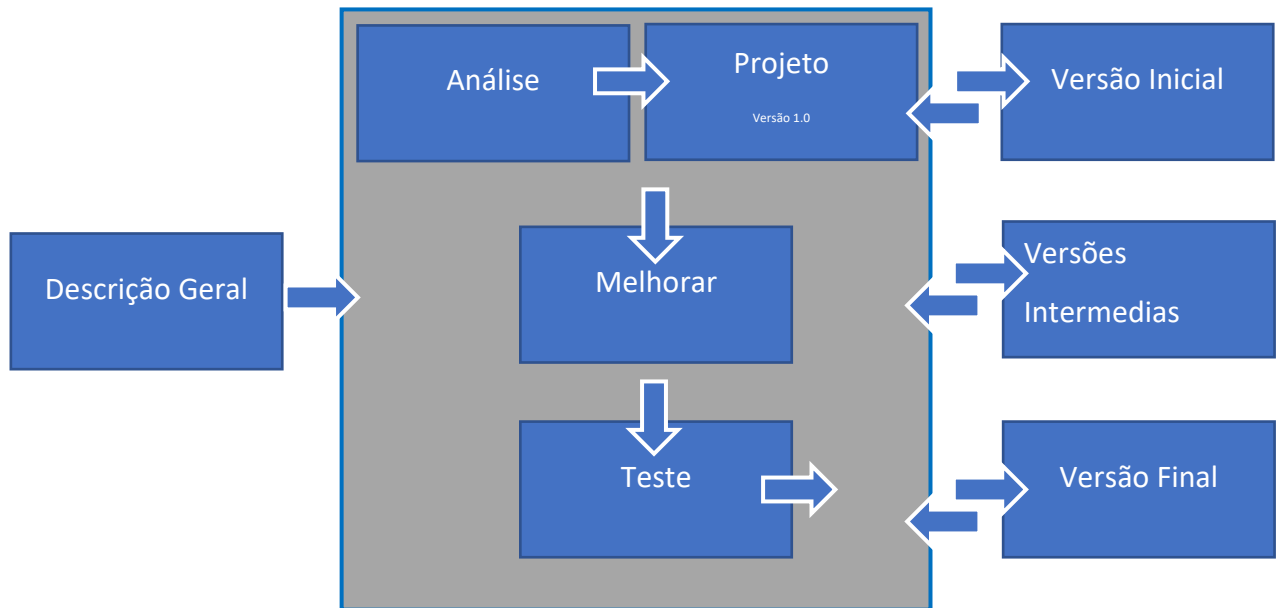 Análise
Projeto
Versão 1.0
Versão Inicial
Descrição Geral
Melhorar
Versões
Intermedias
Teste
Versão Final